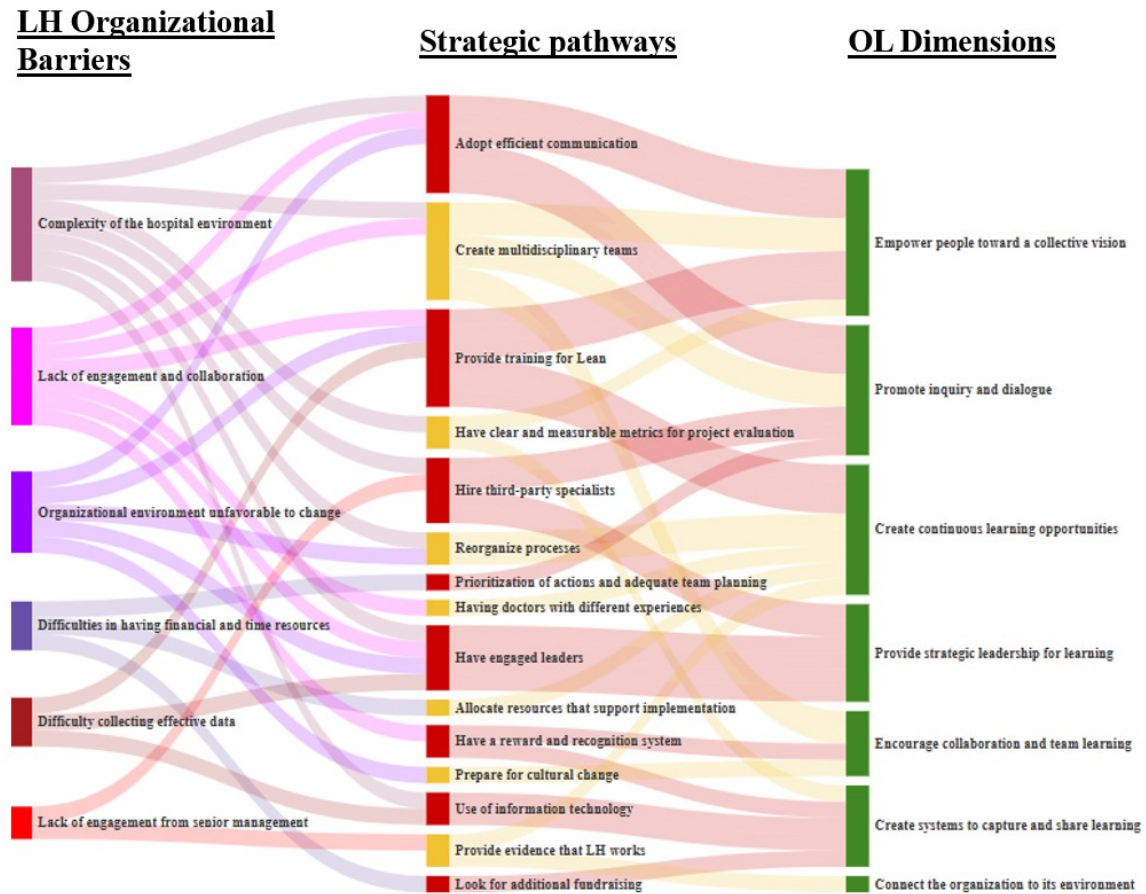 LH Organizational
Barriers
Strategic pathways
OL Dimensions
Complexity of the hospital environment
Lack of engagement and collaboration
Organizational environment unfavorable to change
Difficulties in having financial and time resources
Difficulty collecting effective data
Lack of engagement from senior management
Adopt efficient communication
Create multidisciplinary teams
Provide training for Lean
Have clear and measurable metrics for project evaluation
Hire third-party specialists
Reorganize processes
Prioritization of actions and adequate team planning
Having doctors with different experiences
Have engaged leaders
Allocate resources that support implementation
Have a reward and recognition system
Prepare for cultural change
Use of information technology
Provide evidence that LH works
Look for additional fundraising
Empower people toward a collective vision
Promote inquiry and dialogue
Create continuous learning opportunities
Provide strategic leadership for learning
Encourage collaboration and team learning
Create systems to capture and share learning
Connect the organization to its environment